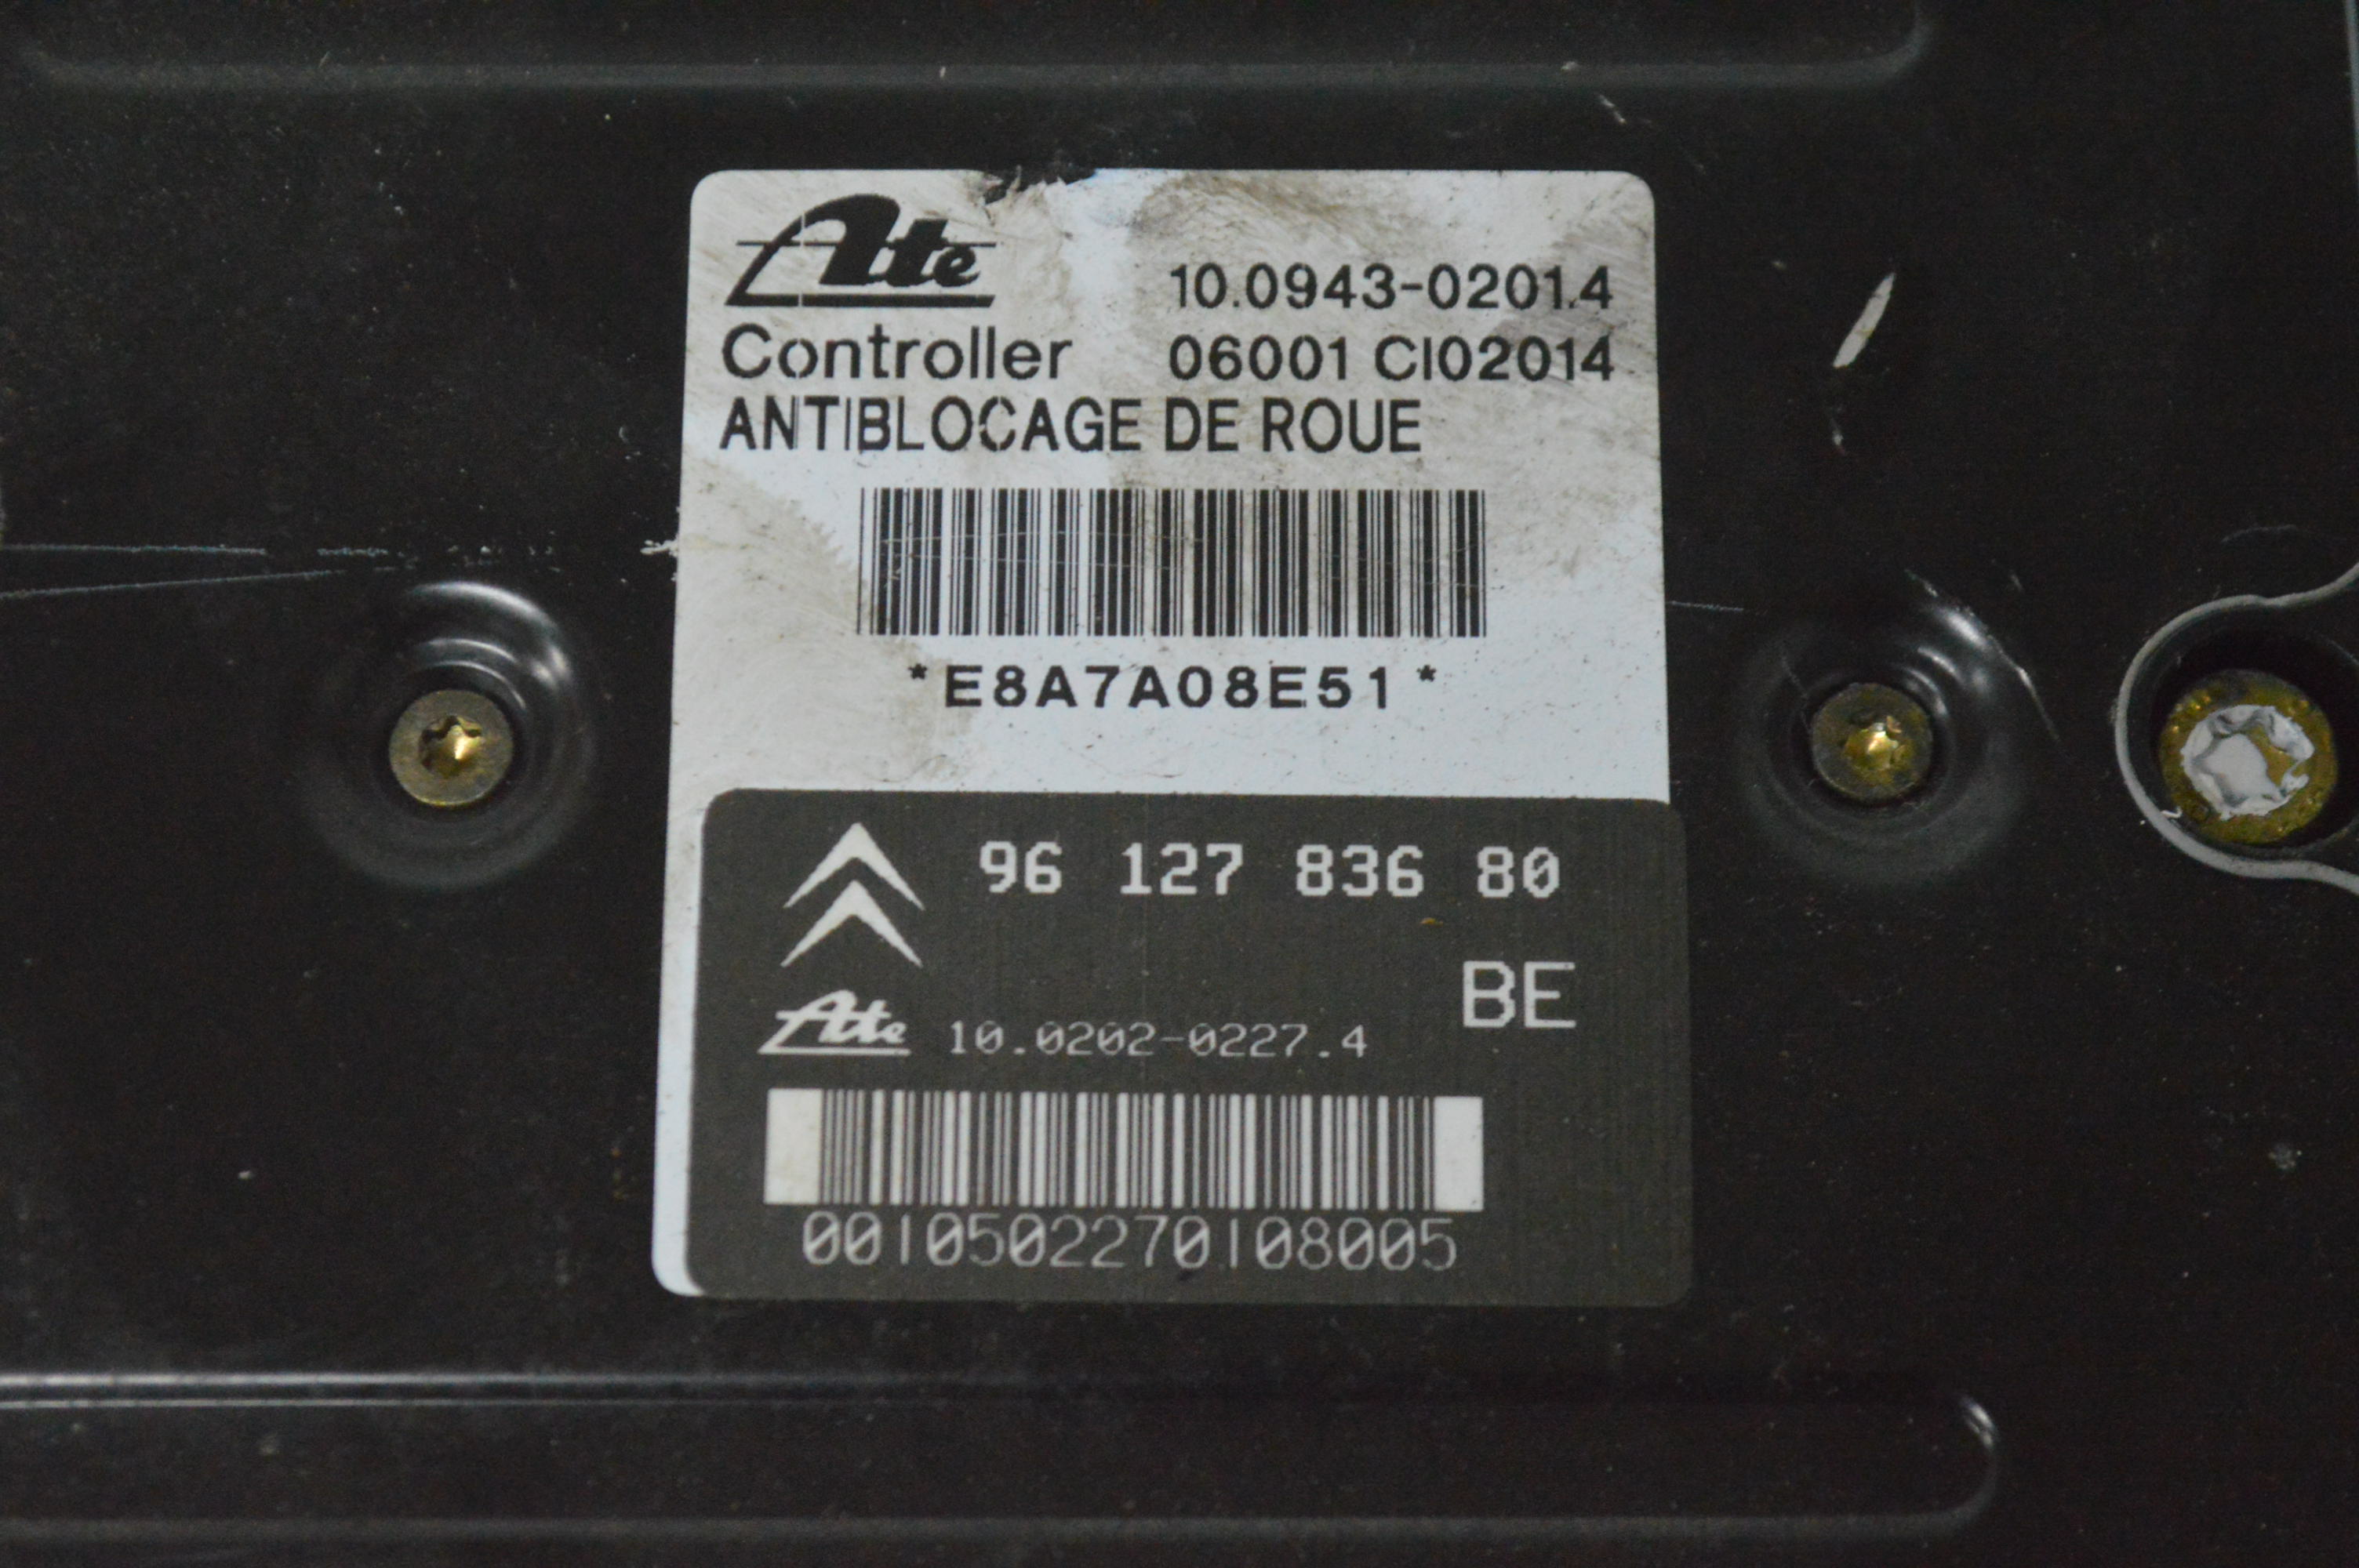 Ate 10.0943-0201.4
Controller 06001 CI02014
ANTIBLOCAGE DE ROUE
*E8A7A08E51*
96 127 836 80
BE
Ate 10.0202-0227.4
0010502270108005